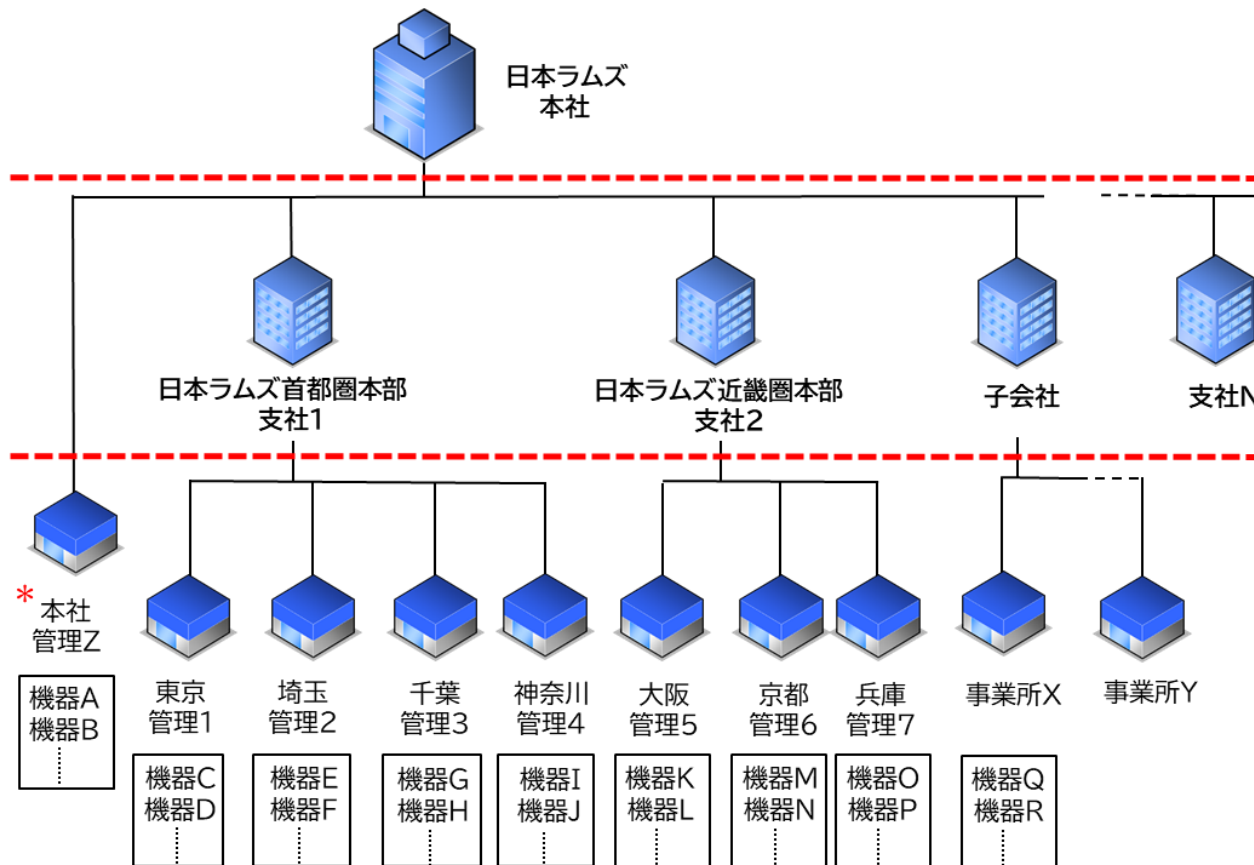 日本ラムズ
本社
日本ラムズ首都圏本部
支社1
日本ラムズ近畿圏本部
支社2
子会社
支社N
* 本社
管理Z
機器A
機器B
東京
管理1
機器C
機器D
埼玉
管理2
機器E
機器F
千葉
管理3
機器G
機器H
神奈川
管理4
機器I
機器J
大阪
管理5
機器K
機器L
京都
管理6
機器M
機器N
兵庫
管理7
機器O
機器P
事業所X
機器Q
機器R
事業所Y